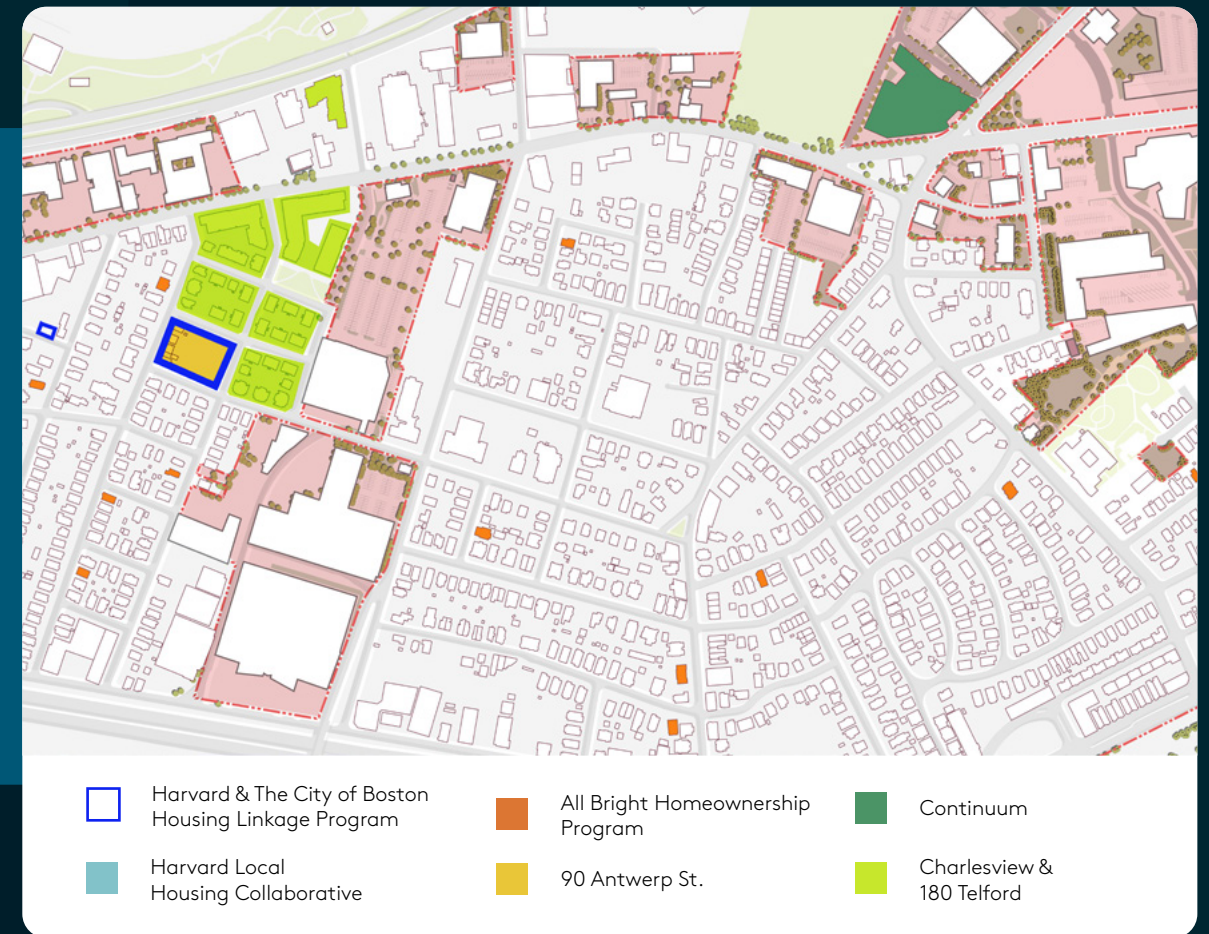 Harvard & The City of Boston
Housing Linkage Program
Harvard Local
Housing Collaborative
All Bright Homeownership
Program
90 Antwerp St.
Continuum
Charlesview &
180 Telford